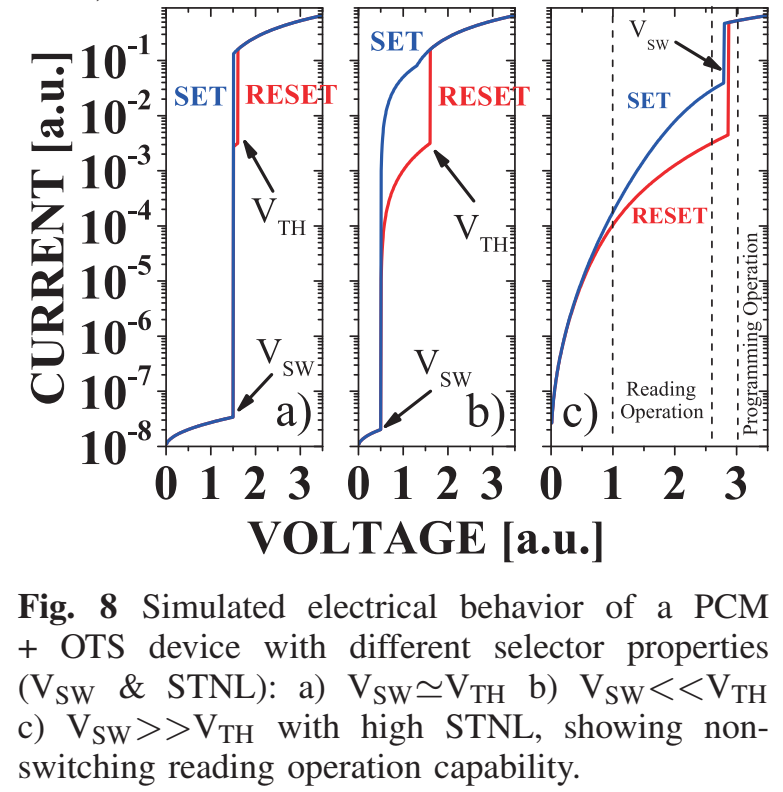 CURRENT [a.u.]
10⁻¹
10⁻²
10⁻³
10⁻⁴
10⁻⁵
10⁻⁶
10⁻⁷
10⁻⁸
SET RESET
V_TH
V_SW
a)
0 1 2 3
SET
RESET
V_TH
V_SW
b)
0 1 2 3
V_SW
SET
RESET
Reading
Operation
Programming Operation
c)
0 1 2 3
VOLTAGE [a.u.]
Fig. 8 Simulated electrical behavior of a PCM
+ OTS device with different selector properties
(V_SW & STNL): a) V_SW≃V_TH b) V_SW<<V_TH
c) V_SW>>V_TH with high STNL, showing non-
switching reading operation capability.